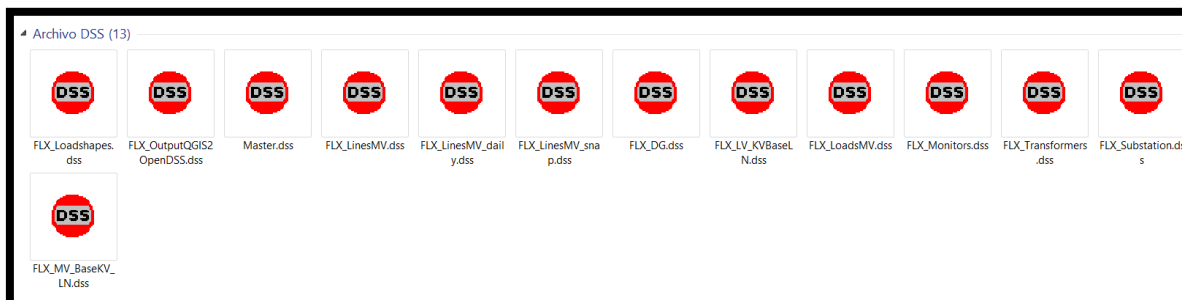 Archivo DSS (13)
DSS DSS DSS DSS DSS DSS DSS DSS DSS DSS DSS DSS
FLX_Loadshapes. FLX_OutputQGIS2 Master.dss FLX_LinesMV.dss FLX_LinesMV_dail FLX_LinesMV_sna FLX_DG.dss FLX_LV_KVBaseL FLX_LoadsMV.dss FLX_Monitors.dss FLX_Transformers FLX_Substation.ds
dss OpenDSS.dss y.dss p.dss N.dss .dss s
DSS
FLX_MV_BaseKV_
LN.dss